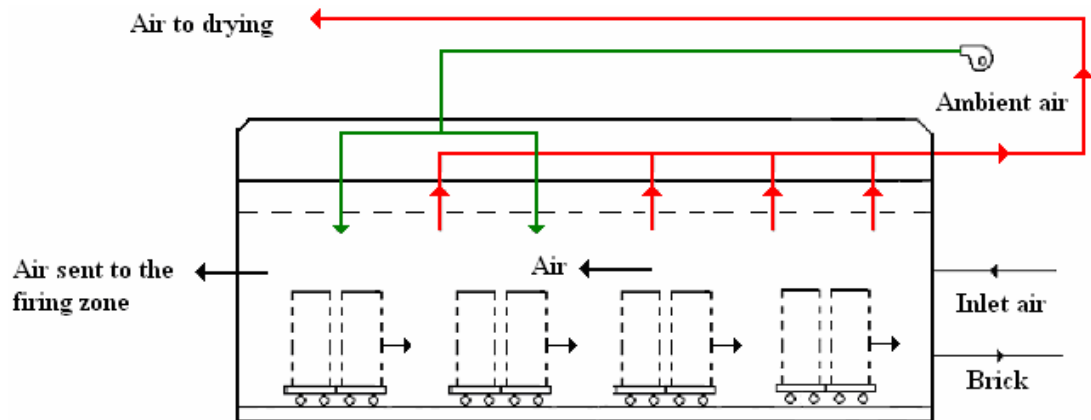 Air to drying
Ambient air
Air sent to the
firing zone
Air
Inlet air
Brick